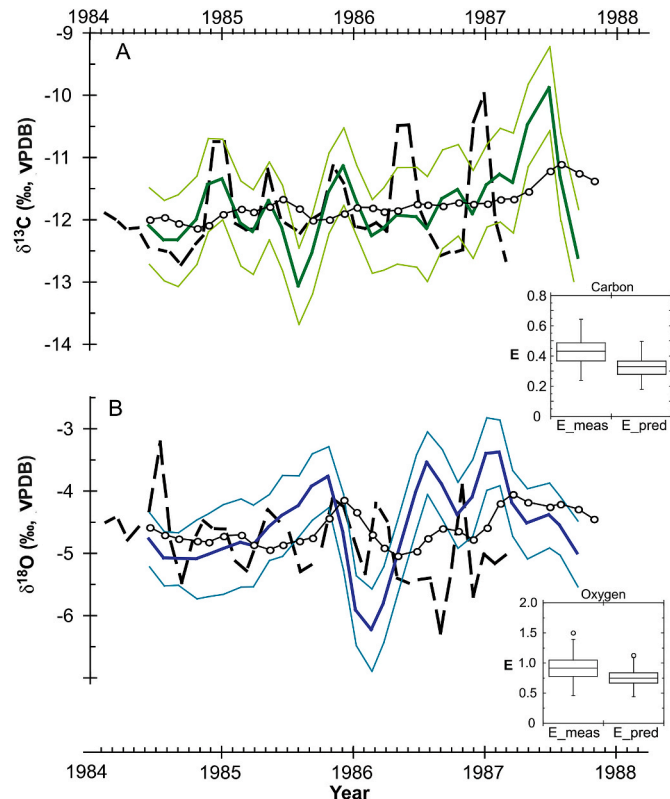 1984 1985 1986 1987 1988
A
-9
-10
-11
-12
-13
-14
δ¹³C (‰, VPDB)
Carbon
0.8
0.6
0.4
0.2
0
E
E_meas E_pred
B
-3
-4
-5
-6
δ¹⁸O (‰, VPDB)
Oxygen
2.0
1.5
1.0
0.5
0
E
E_meas E_pred
1984 1985 1986 1987 1988
Year